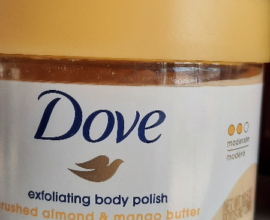 Dove
moderate
modéré
exfoliating body polish
rushed almond & mango butter